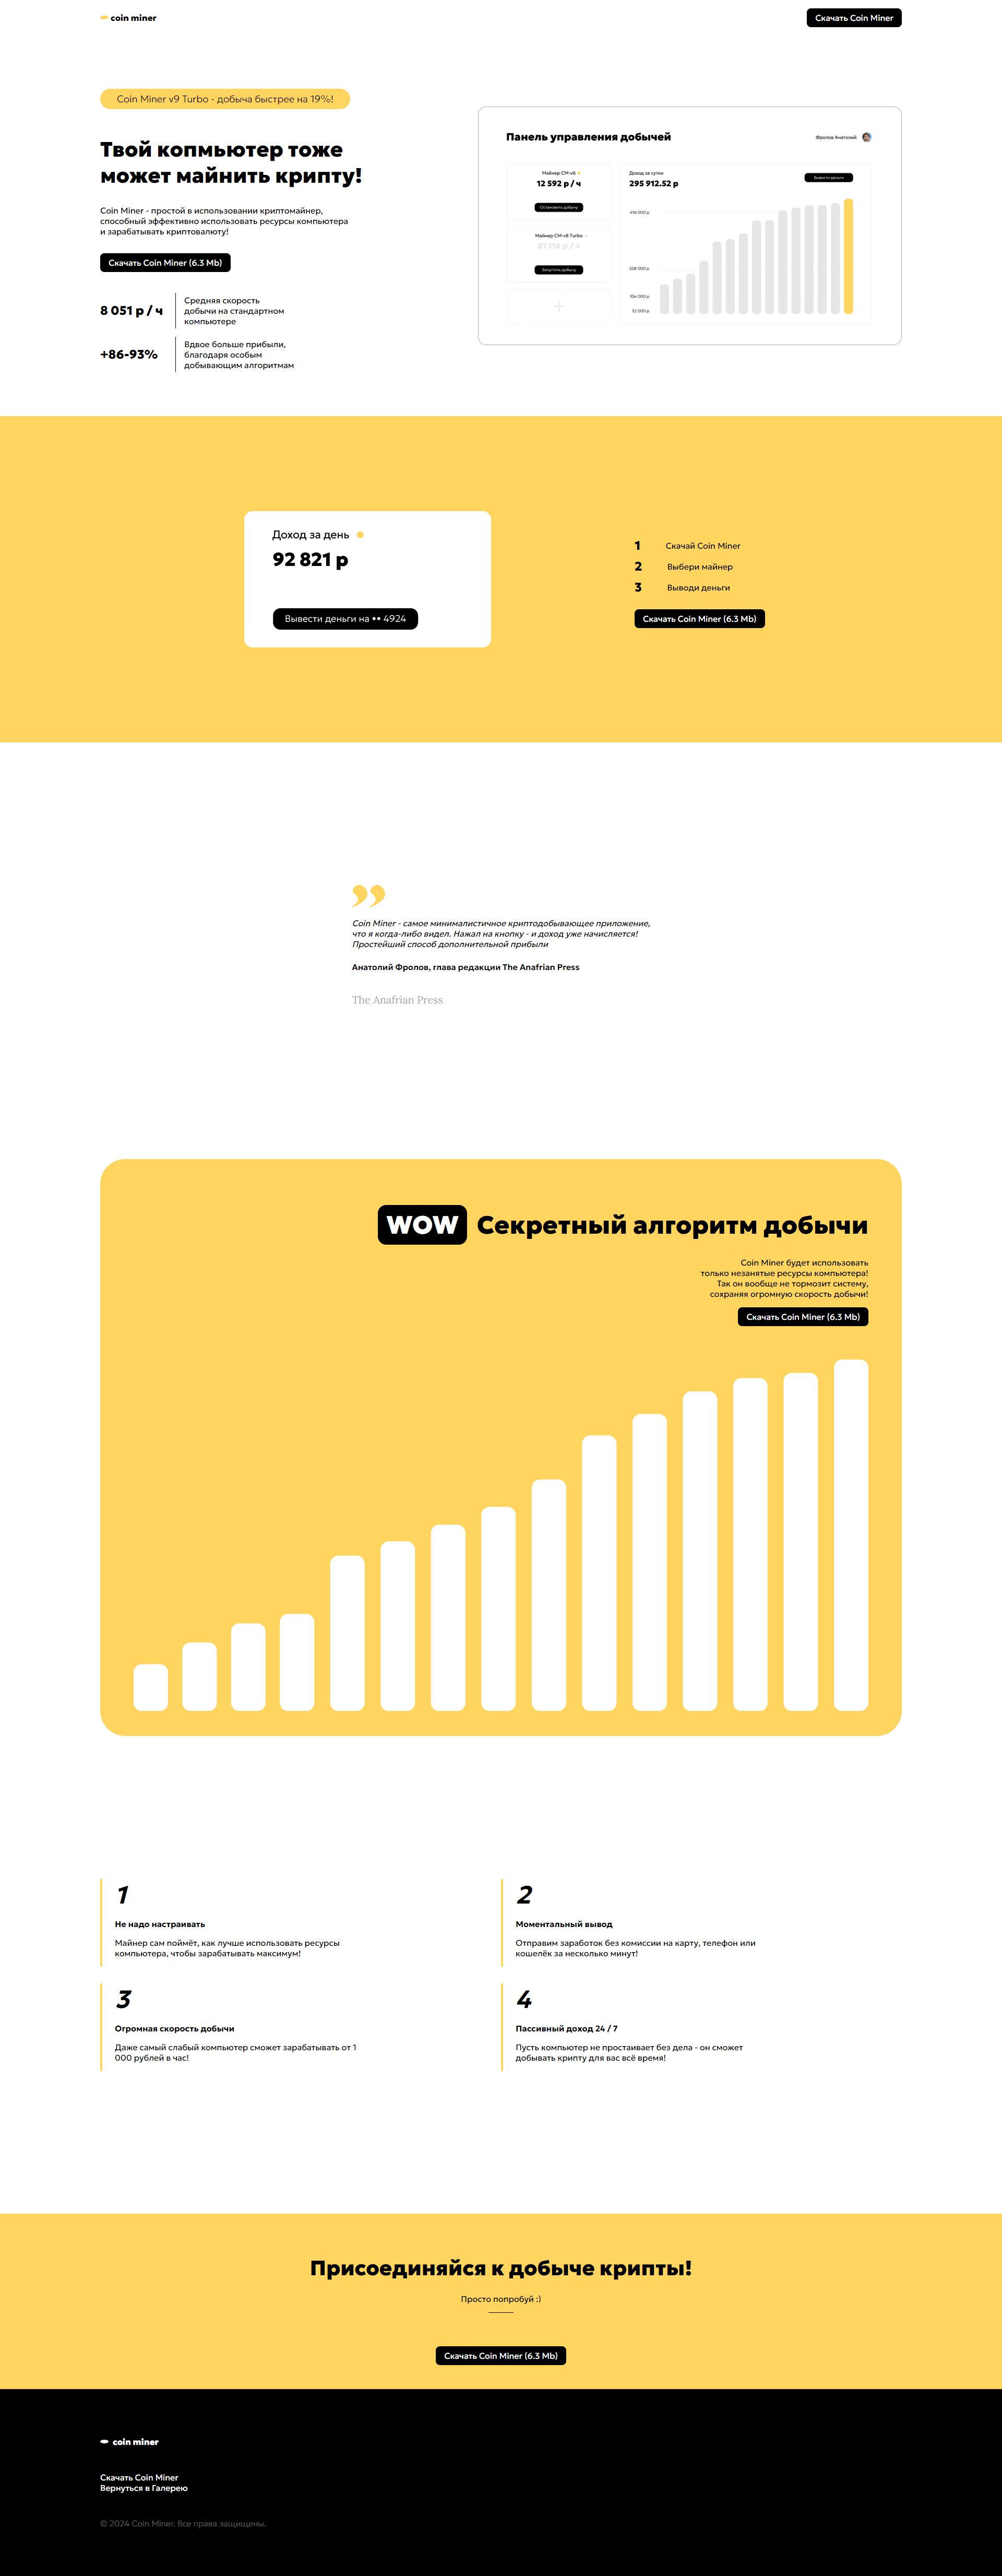 coin miner
Скачать Coin Miner
Coin Miner v9 Turbo - добыча быстрее на 19%!
Твой копмьютер тоже
может майнить крипту!
Coin Miner - простой в использовании криптомайнер,
способный эффективно использовать ресурсы компьютера
и зарабатывать криптовалюту!
Скачать Coin Miner (6.3 Mb)
8 051 р / ч
Средняя скорость
добычи на стандартном
компьютере
+86-93%
Вдвое больше прибыли,
благодаря особым
добывающим алгоритмам
Панель управления добычей
Фролов Анатолий
Майнер CM-v6
12 592 р / ч
Остановить добычу
Майнер CM-v8 Turbo
81 116 р / ч
Запустить добычу
Доход за сутки
295 912.52 р
Вывести деньги
416 000 р
208 000 р
104 000 р
52 000 р
Доход за день
92 821 р
Вывести деньги на •• 4924
1 Скачай Coin Miner
2 Выбери майнер
3 Выводи деньги
Скачать Coin Miner (6.3 Mb)
Coin Miner - самое минималистичное криптодобывающее приложение,
что я когда-либо видел. Нажал на кнопку - и доход уже начисляется!
Простейший способ дополнительной прибыли
Анатолий Фролов, глава редакции The Anafrian Press
The Anafrian Press
WOW Секретный алгоритм добычи
Coin Miner будет использовать
только незанятые ресурсы компьютера!
Так он вообще не тормозит систему,
сохраняя огромную скорость добычи!
Скачать Coin Miner (6.3 Mb)
1
Не надо настраивать
Майнер сам поймёт, как лучше использовать ресурсы
компьютера, чтобы зарабатывать максимум!
2
Моментальный вывод
Отправим заработок без комиссии на карту, телефон или
кошелёк за несколько минут!
3
Огромная скорость добычи
Даже самый слабый компьютер сможет зарабатывать от 1
000 рублей в час!
4
Пассивный доход 24 / 7
Пусть компьютер не простаивает без дела - он сможет
добывать крипту для вас всё время!
Присоединяйся к добыче крипты!
Просто попробуй :)
Скачать Coin Miner (6.3 Mb)
coin miner
Скачать Coin Miner
Вернуться в Галерею
© 2024 Coin Miner. Все права защищены.